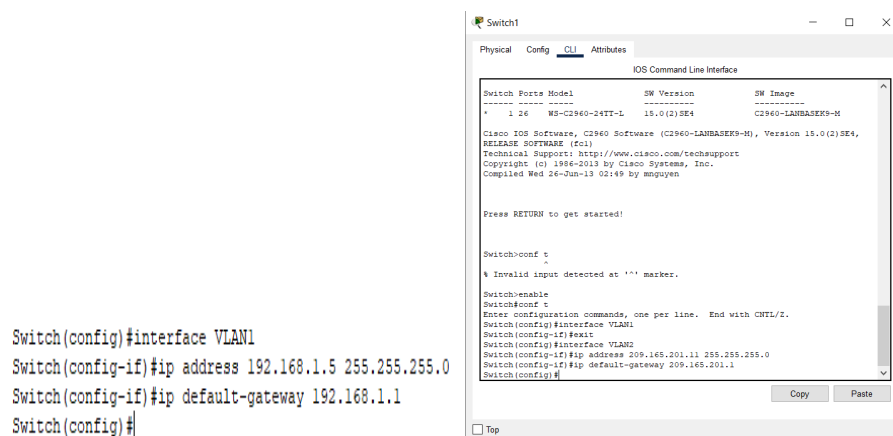 Switch(config)#interface VLAN1
Switch(config-if)#ip address 192.168.1.5 255.255.255.0
Switch(config-if)#ip default-gateway 192.168.1.1
Switch(config)#
Switch1
Physical Config CLI Attributes
IOS Command Line Interface
Switch Ports Model SW Version SW Image
------ ----- ----- ---------- ----------
* 1 26 WS-C2960-24TT-L 15.0(2)SE4 C2960-LANBASEK9-M
Cisco IOS Software, C2960 Software (C2960-LANBASEK9-M), Version 15.0(2)SE4,
RELEASE SOFTWARE (fc1)
Technical Support: http://www.cisco.com/techsupport
Copyright (c) 1986-2013 by Cisco Systems, Inc.
Compiled Wed 26-Jun-13 02:49 by mnguyen
Press RETURN to get started!
Switch>conf t
^
% Invalid input detected at '^' marker.
Switch>enable
Switch#conf t
Enter configuration commands, one per line. End with CNTL/Z.
Switch(config)#interface VLAN1
Switch(config-if)#exit
Switch(config)#interface VLAN2
Switch(config-if)#ip address 209.165.201.11 255.255.255.0
Switch(config-if)#ip default-gateway 209.165.201.1
Switch(config)#
Copy Paste
Top